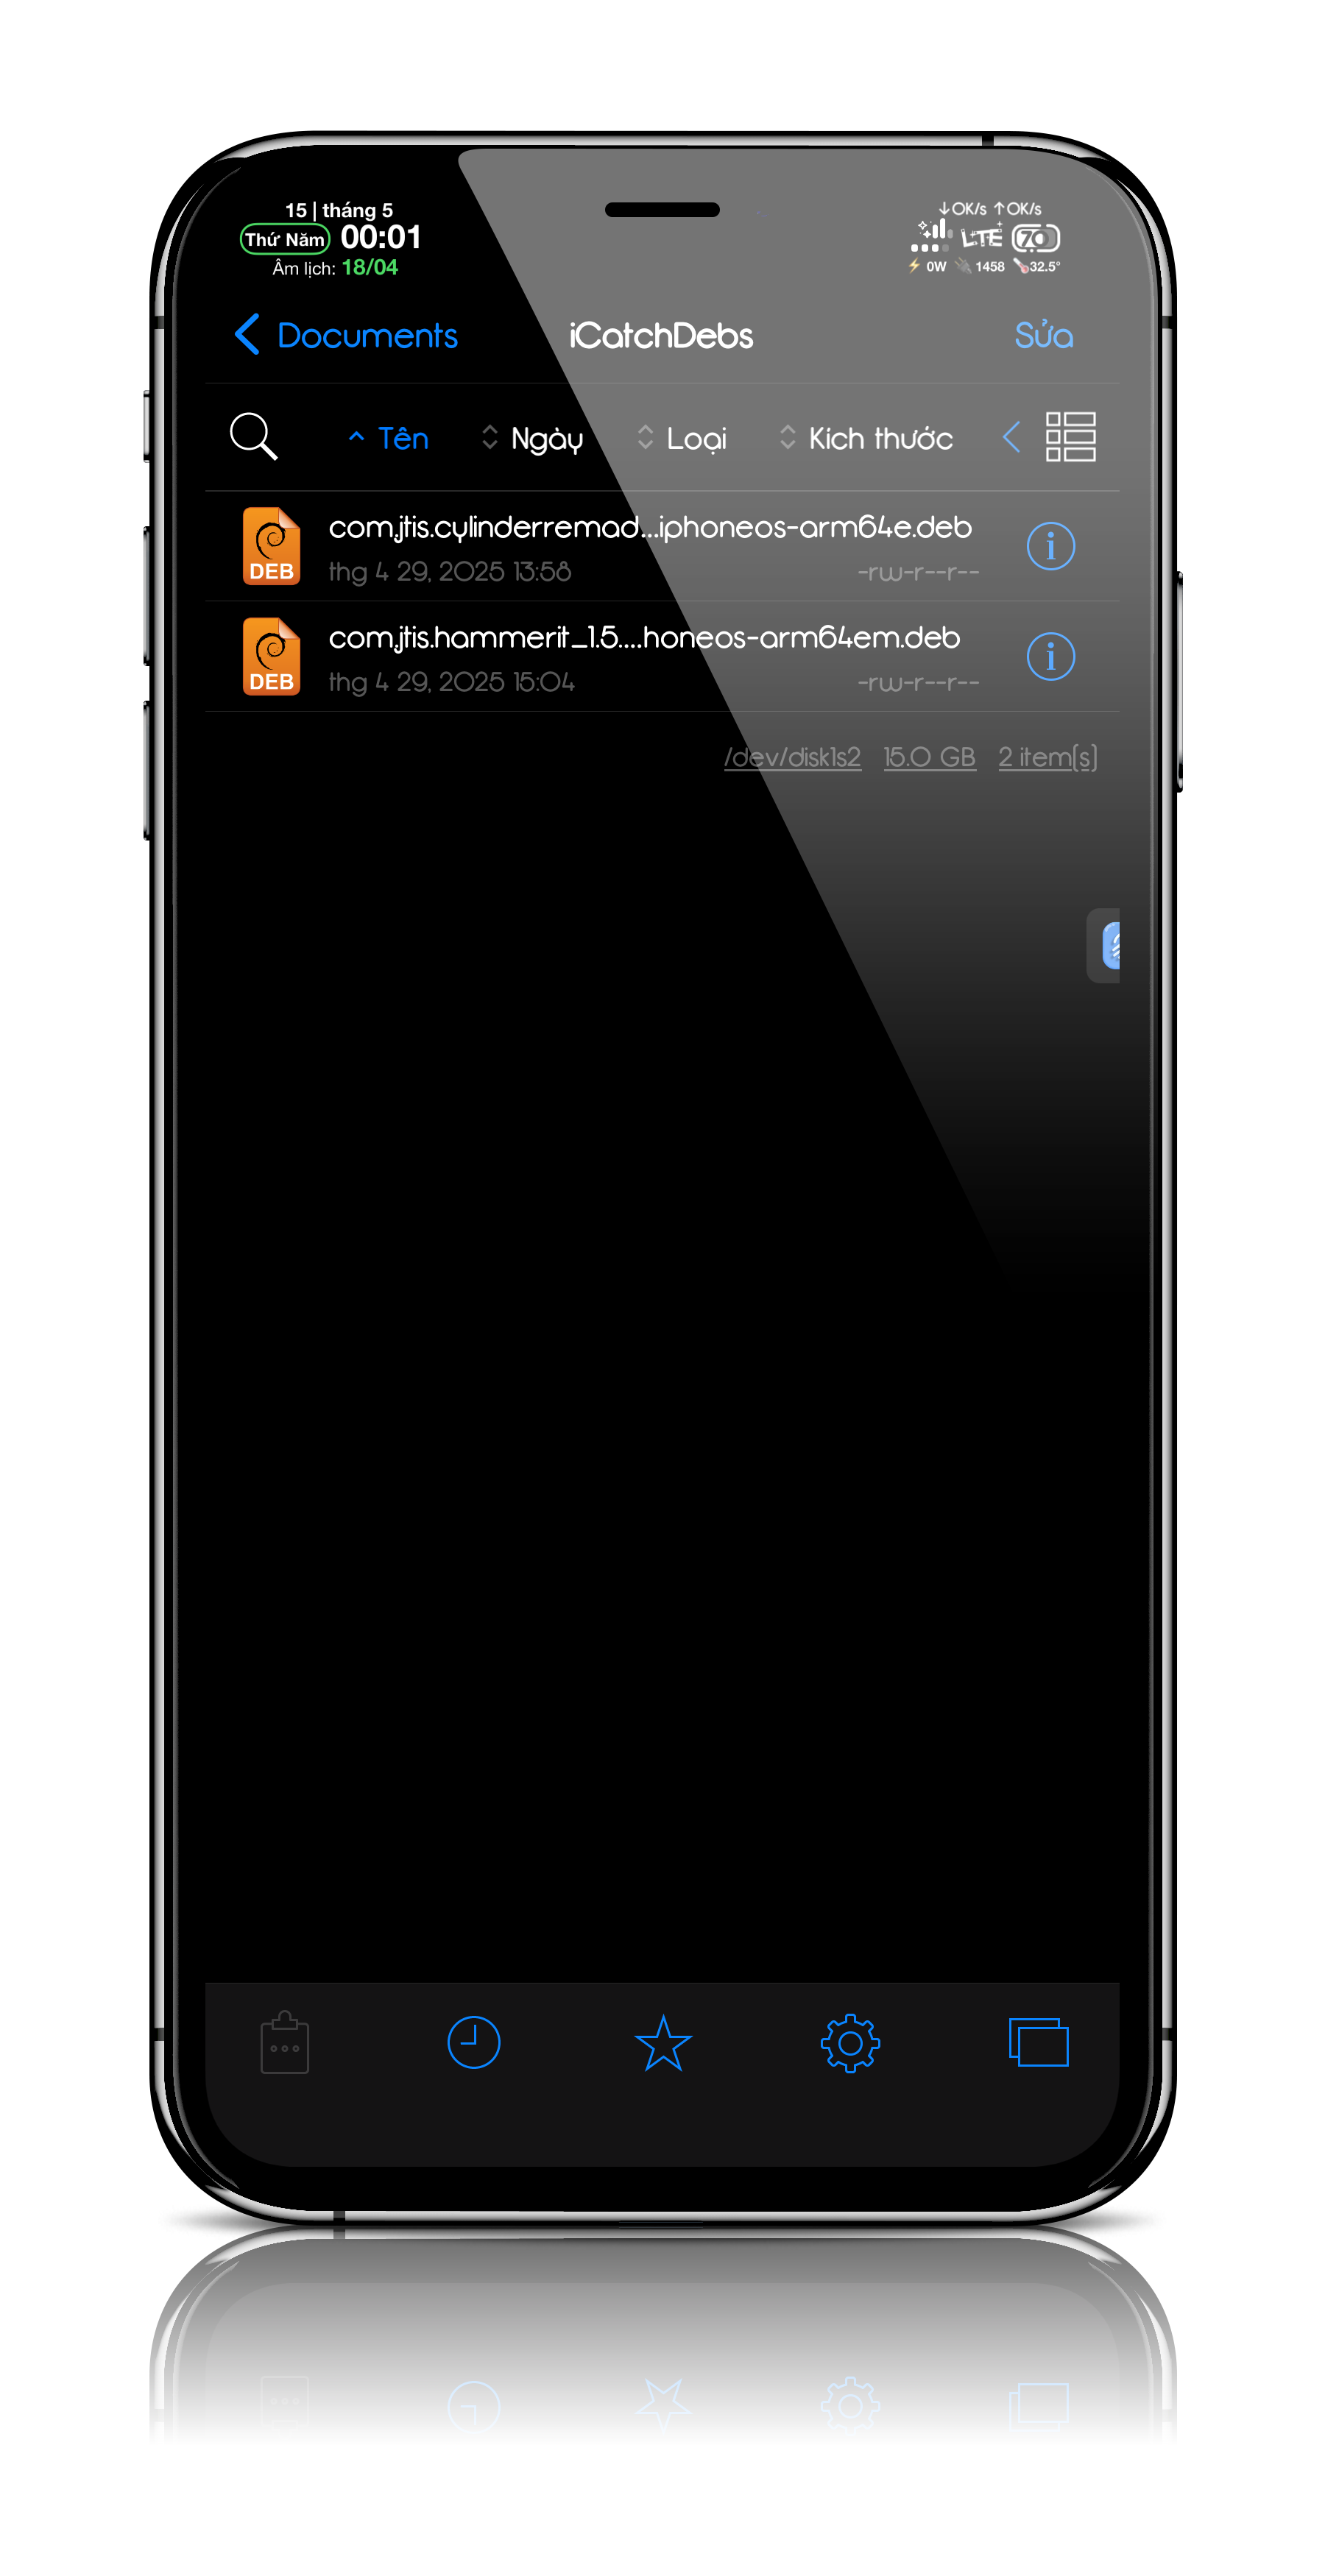 15 | tháng 5
Thứ Năm 00:01
Âm lịch: 18/04
↓0K/s ↑0K/s
LTE 70
⚡ 0W 🔌 1458 🌡️32.5°
Documents iCatchDebs Sửa
Tên Ngày Loại Kích thước
com.jtis.cylinderremad...iphoneos-arm64e.deb
DEB
thg 4 29, 2025 13:58 -rw-r--r--
com.jtis.hammerit_1.5....honeos-arm64em.deb
DEB
thg 4 29, 2025 15:04 -rw-r--r--
/dev/disk1s2 15.0 GB 2 item(s)